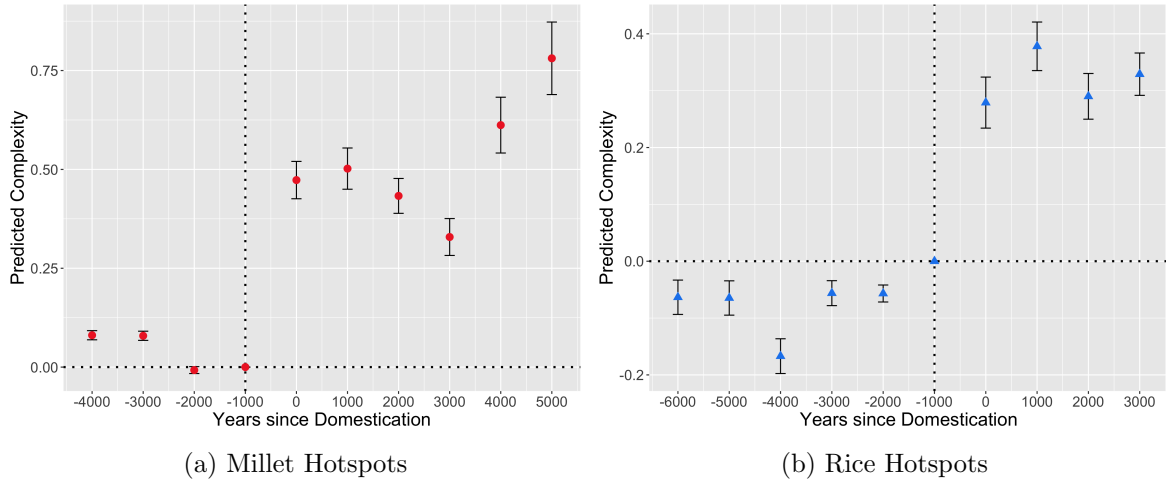 Predicted Complexity
0.75
0.50
0.25
0.00
-4000 -3000 -2000 -1000 0 1000 2000 3000 4000 5000
Years since Domestication
(a) Millet Hotspots
Predicted Complexity
0.4
0.2
0.0
-0.2
-6000 -5000 -4000 -3000 -2000 -1000 0 1000 2000 3000
Years since Domestication
(b) Rice Hotspots